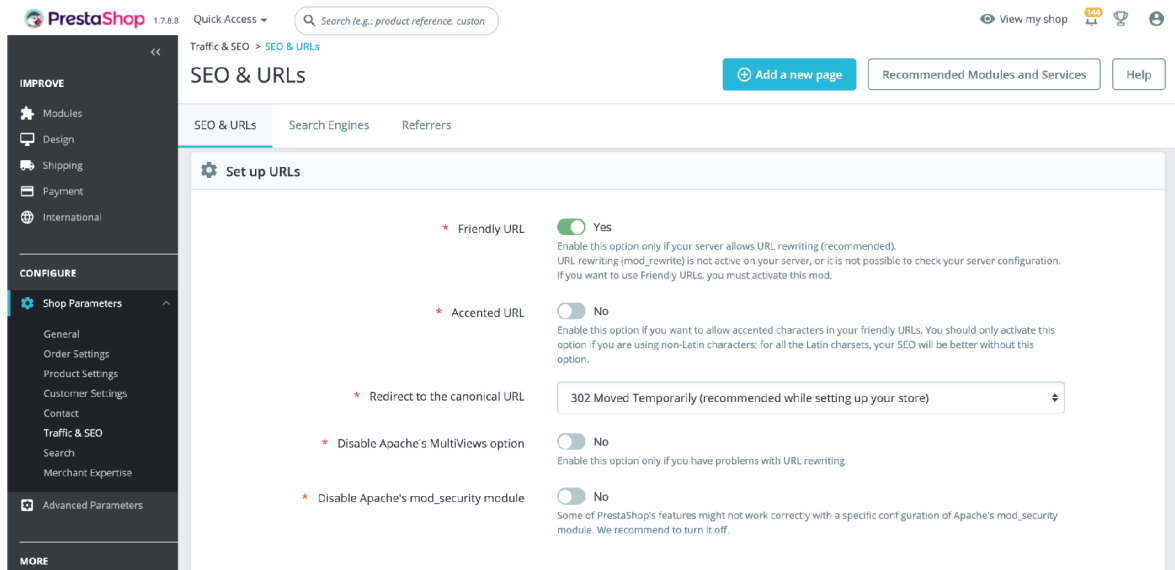 PrestaShop 1.7.8.8 Quick Access Search (e.g.: product reference, custon View my shop 144
Traffic & SEO > SEO & URLs
SEO & URLs
Add a new page Recommended Modules and Services Help
SEO & URLs Search Engines Referrers
IMPROVE
Modules
Design
Shipping
Payment
International
CONFIGURE
Shop Parameters
General
Order Settings
Product Settings
Customer Settings
Contact
Traffic & SEO
Search
Merchant Expertise
Advanced Parameters
MORE
Set up URLs
* Friendly URL Yes
Enable this option only if your server allows URL rewriting (recommended).
URL rewriting (mod_rewrite) is not active on your server, or it is not possible to check your server configuration.
If you want to use Friendly URLs, you must activate this mod.
* Accented URL No
Enable this option if you want to allow accented characters in your friendly URLs. You should only activate this
option if you are using non-Latin characters; for all the Latin charsets, your SEO will be better without this
option.
* Redirect to the canonical URL 302 Moved Temporarily (recommended while setting up your store)
* Disable Apache's MultiViews option No
Enable this option only if you have problems with URL rewriting.
* Disable Apache's mod_security module No
Some of PrestaShop's features might not work correctly with a specific configuration of Apache's mod_security
module. We recommend to turn it off.